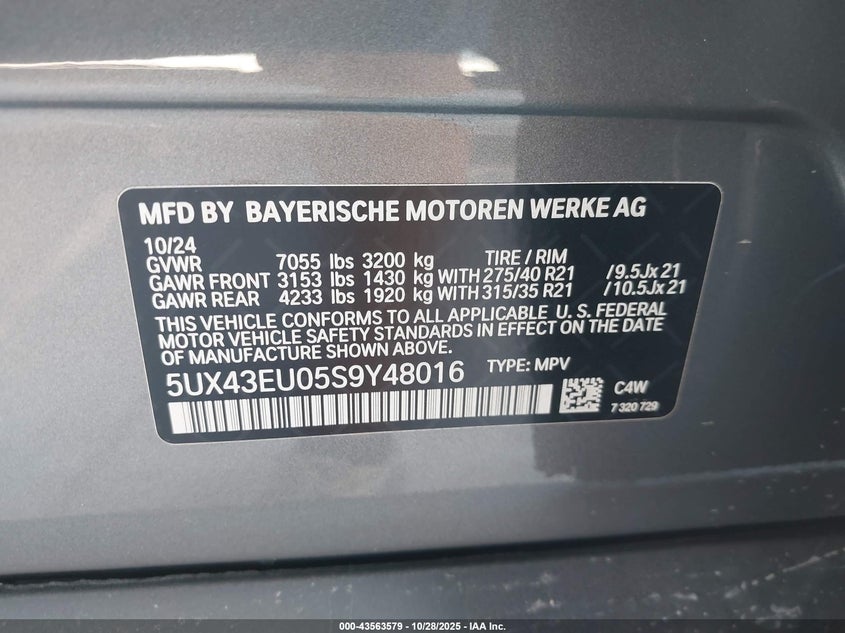 MFD BY BAYERISCHE MOTOREN WERKE AG
10/24
GVWR 7055 lbs 3200 kg TIRE / RIM
GAWR FRONT 3153 lbs 1430 kg WITH 275/40 R21 /9.5Jx21
GAWR REAR 4233 lbs 1920 kg WITH 315/35 R21 /10.5Jx21
THIS VEHICLE CONFORMS TO ALL APPLICABLE U.S. FEDERAL
MOTOR VEHICLE SAFETY STANDARDS IN EFFECT ON THE DATE
OF MANUFACTURE SHOWN ABOVE.
5UX43EU05S9Y48016 TYPE: MPV
C4W
7 320 729
000-43563579 - 10/28/2025 - IAA Inc.